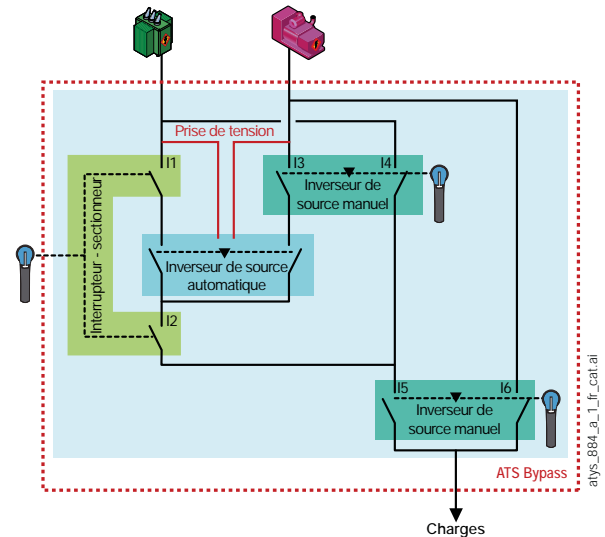 Prise de tension
I1
I3
I4
Inverseur de
source manuel
Interrupteur - sectionneur
Inverseur de source
automatique
I2
I5
I6
Inverseur de
source manuel
ATS Bypass
Charges
atys_884_a_1_fr_cat.ai